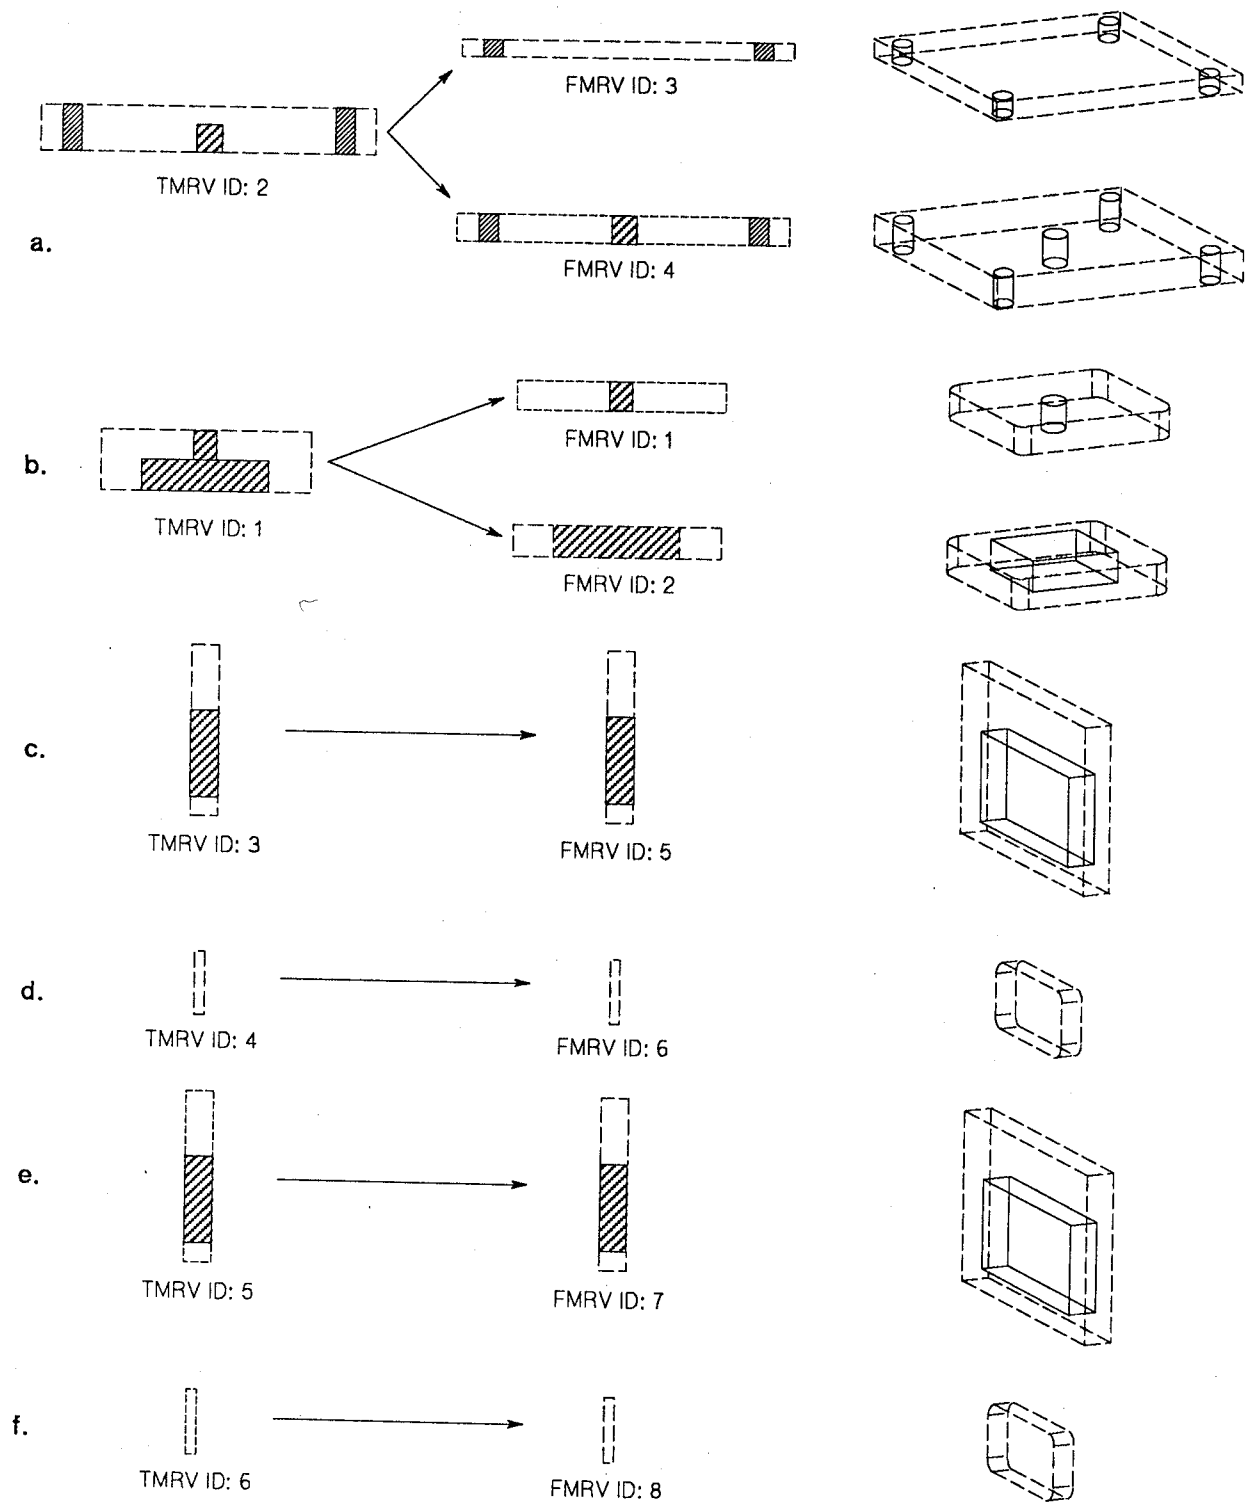 FMRV ID: 3
TMRV ID: 2
a.
FMRV ID: 4
FMRV ID: 1
b.
TMRV ID: 1
FMRV ID: 2
c.
TMRV ID: 3
FMRV ID: 5
d.
TMRV ID: 4
FMRV ID: 6
e.
TMRV ID: 5
FMRV ID: 7
f.
TMRV ID: 6
FMRV ID: 8